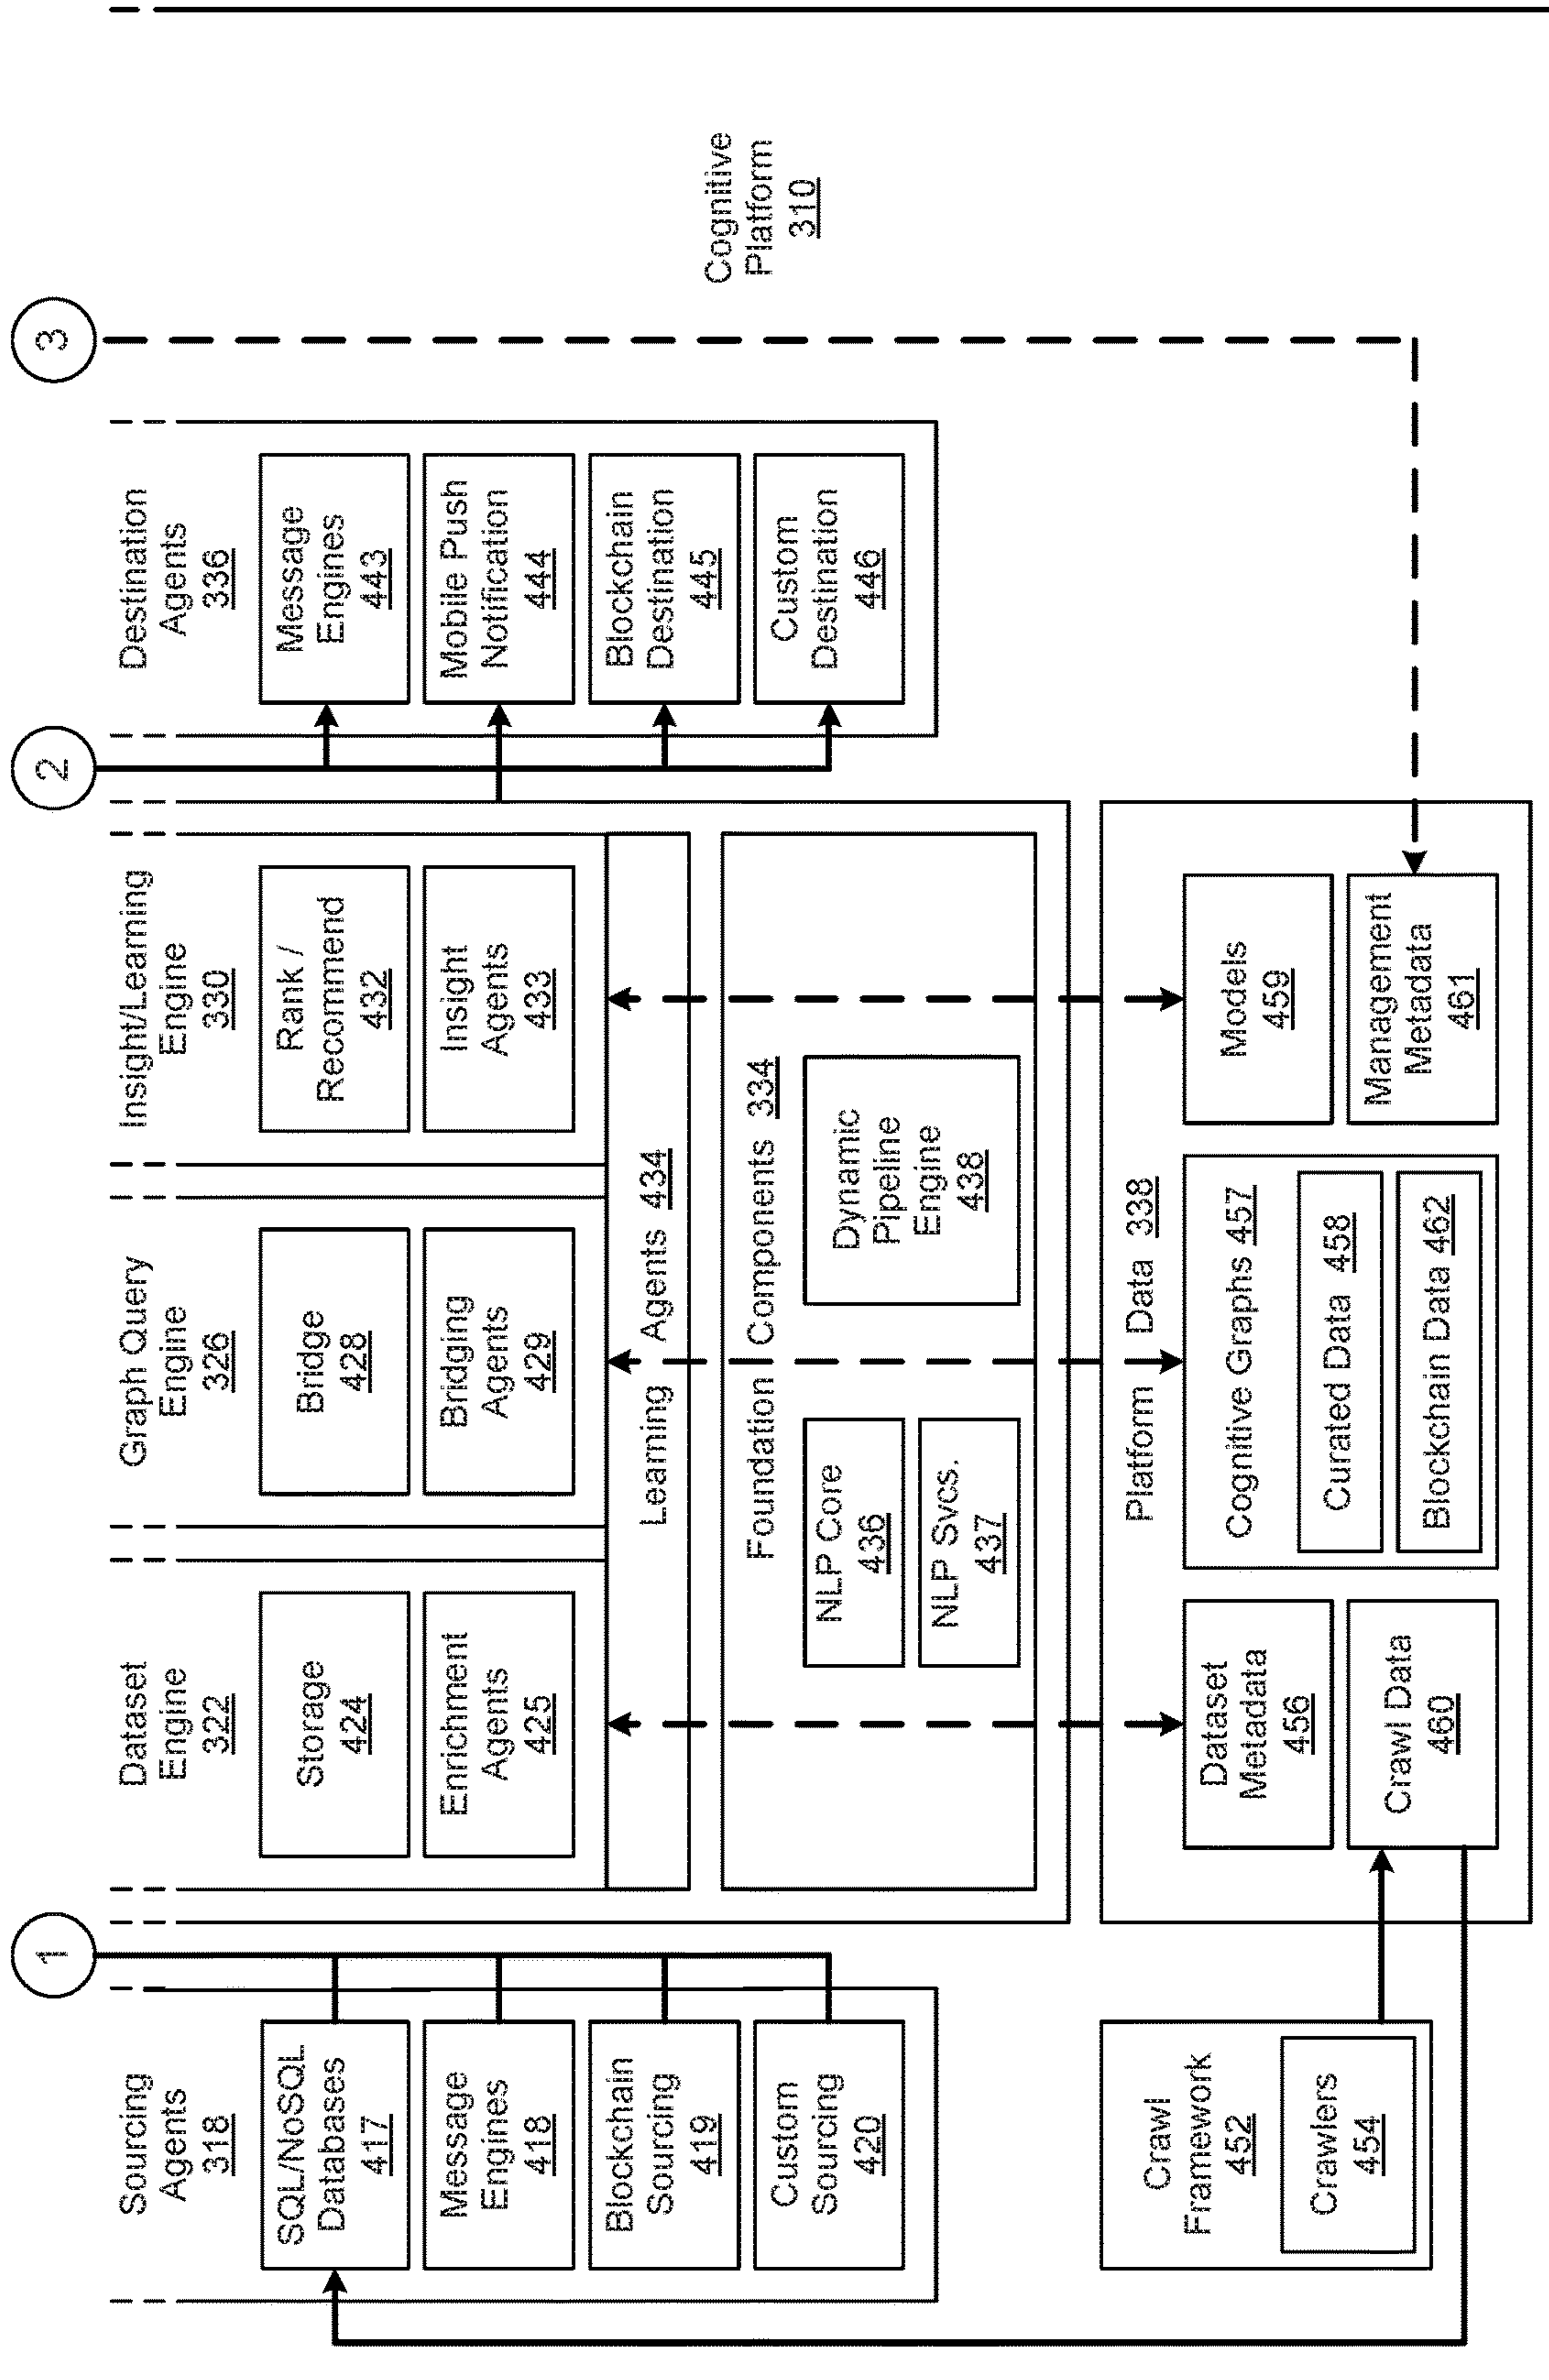 1
2
3
Sourcing
Agents
318
SQL/NoSQL
Databases
417
Message
Engines
418
Blockchain
Sourcing
419
Custom
Sourcing
420
Dataset
Engine
322
Storage
424
Enrichment
Agents
425
Graph Query
Engine
326
Bridge
428
Bridging
Agents
429
Insight/Learning
Engine
330
Rank /
Recommend
432
Insight
Agents
433
Learning Agents 434
Foundation Components 334
NLP Core
436
NLP Svcs.
437
Dynamic
Pipeline
Engine
438
Destination
Agents
336
Message
Engines
443
Mobile Push
Notification
444
Blockchain
Destination
445
Custom
Destination
446
Cognitive
Platform
310
Crawl
Framework
452
Crawlers
454
Platform Data 338
Dataset
Metadata
456
Crawl Data
460
Cognitive Graphs 457
Curated Data 458
Blockchain Data 462
Models
459
Management
Metadata
461